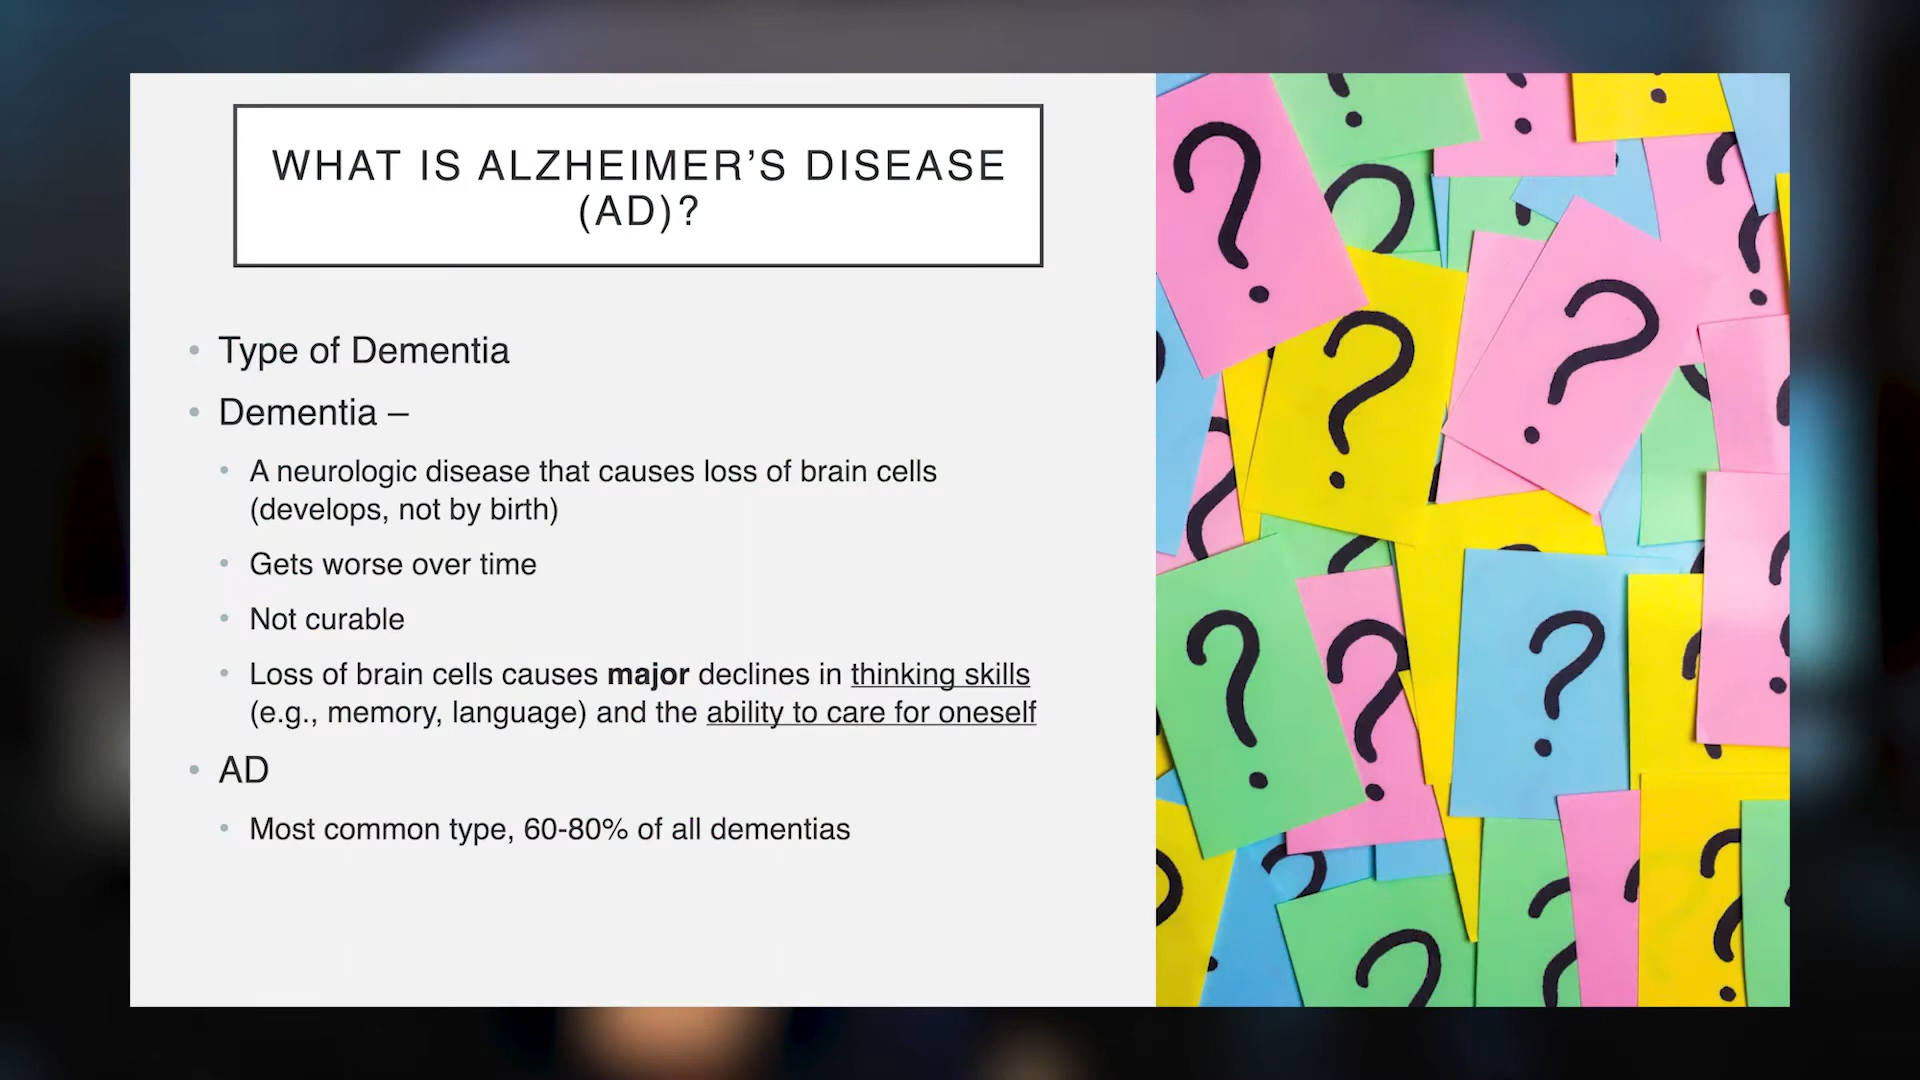 WHAT IS ALZHEIMER’S DISEASE
(AD)?
• Type of Dementia
• Dementia –
• A neurologic disease that causes loss of brain cells
(develops, not by birth)
• Gets worse over time
• Not curable
• Loss of brain cells causes major declines in thinking skills
(e.g., memory, language) and the ability to care for oneself
• AD
• Most common type, 60-80% of all dementias